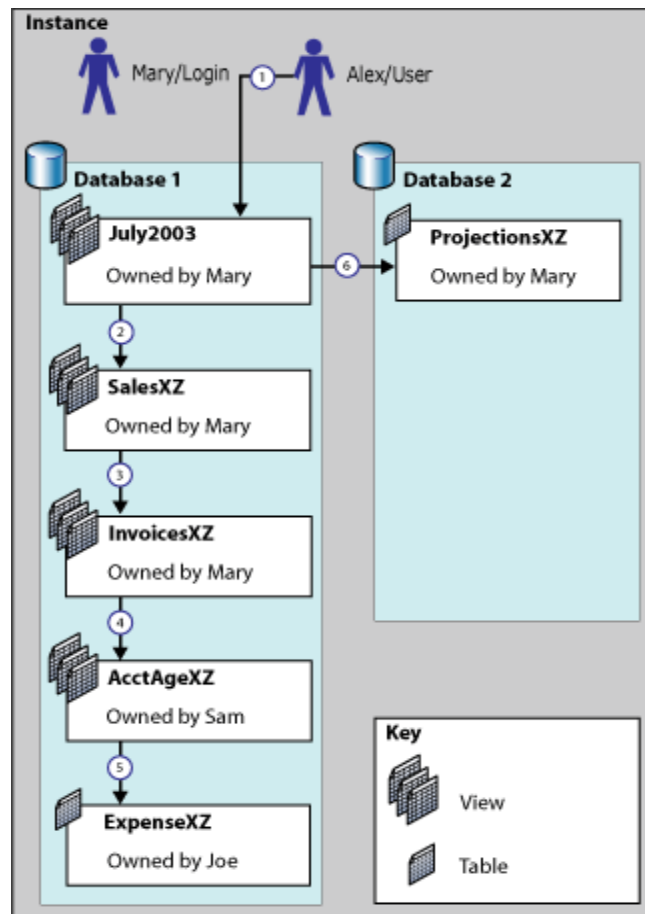 Instance
Mary/Login
1
Alex/User
Database 1
Database 2
July2003
Owned by Mary
6
ProjectionsXZ
Owned by Mary
2
SalesXZ
Owned by Mary
3
InvoicesXZ
Owned by Mary
4
AcctAgeXZ
Owned by Sam
5
ExpenseXZ
Owned by Joe
Key
View
Table